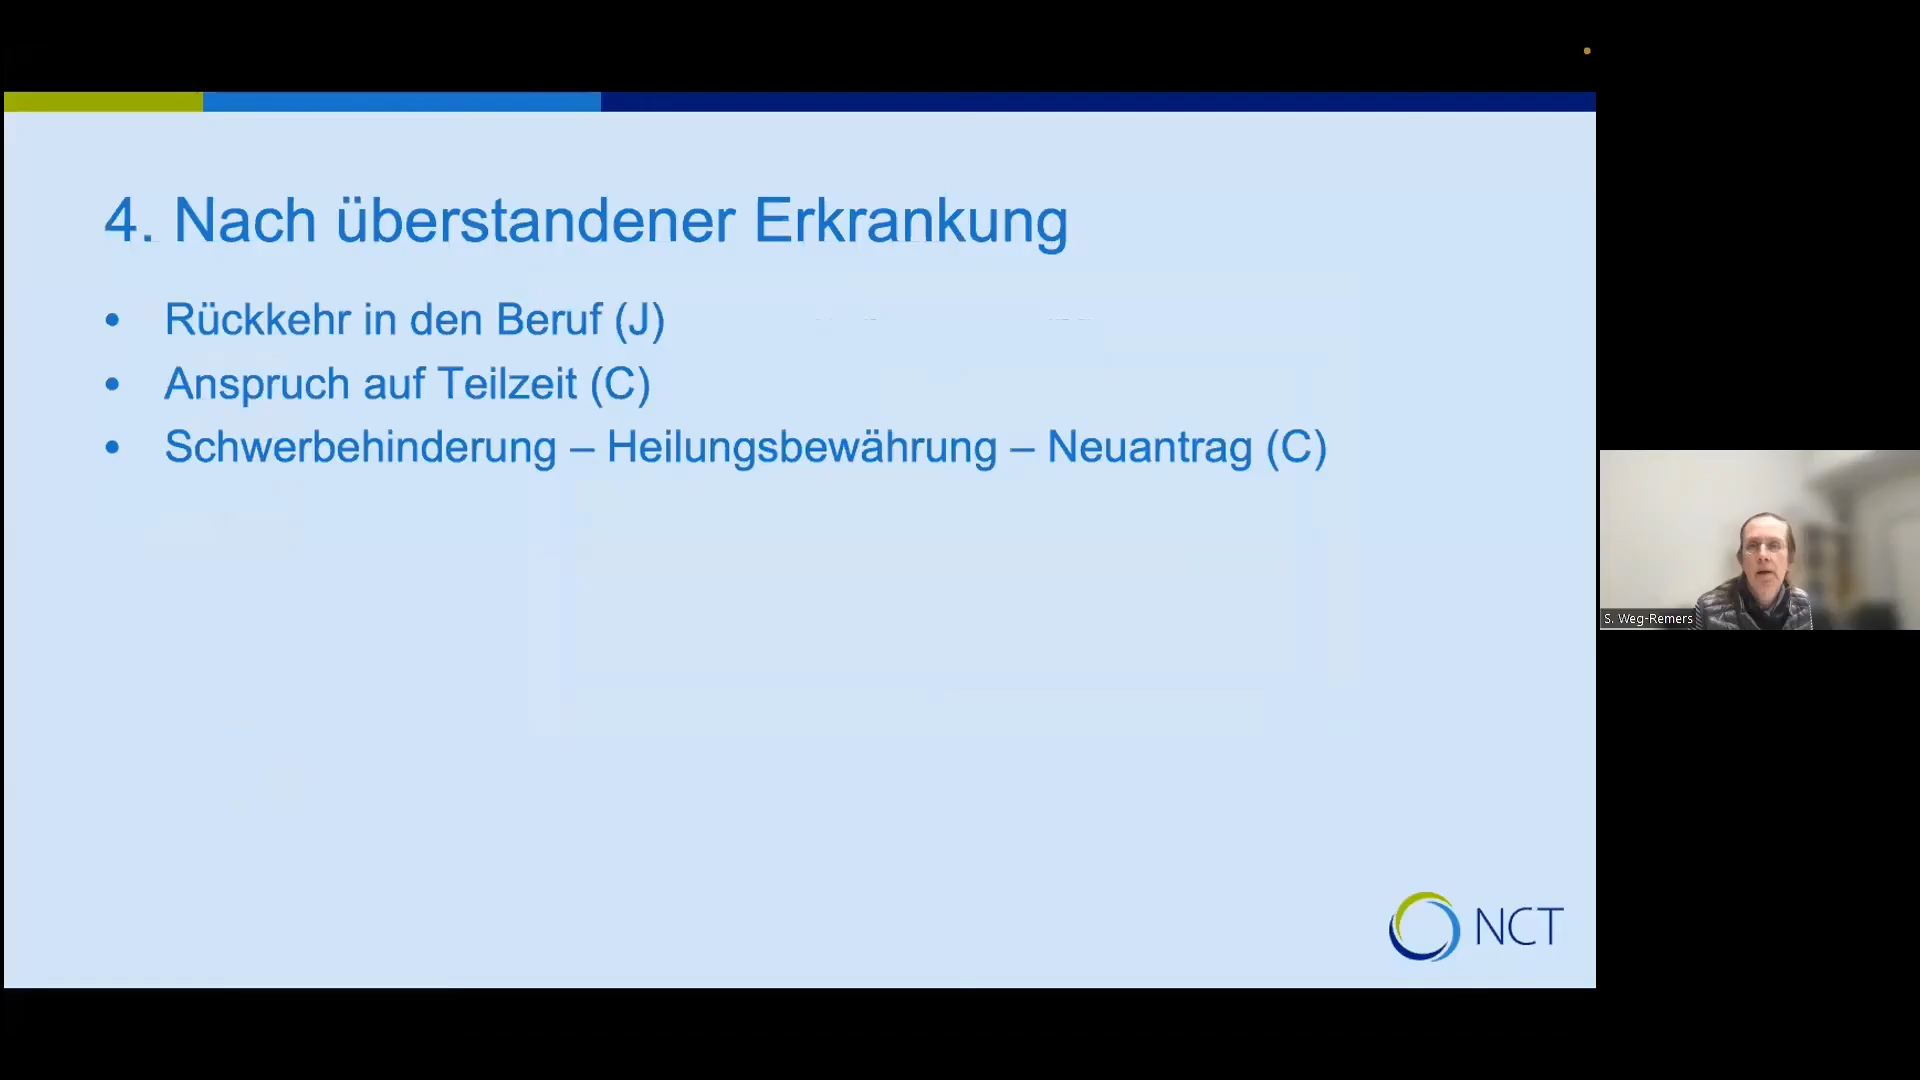 4. Nach überstandener Erkrankung
• Rückkehr in den Beruf (J)
• Anspruch auf Teilzeit (C)
• Schwerbehinderung – Heilungsbewährung – Neuantrag (C)
S. Weg-Remers
NCT